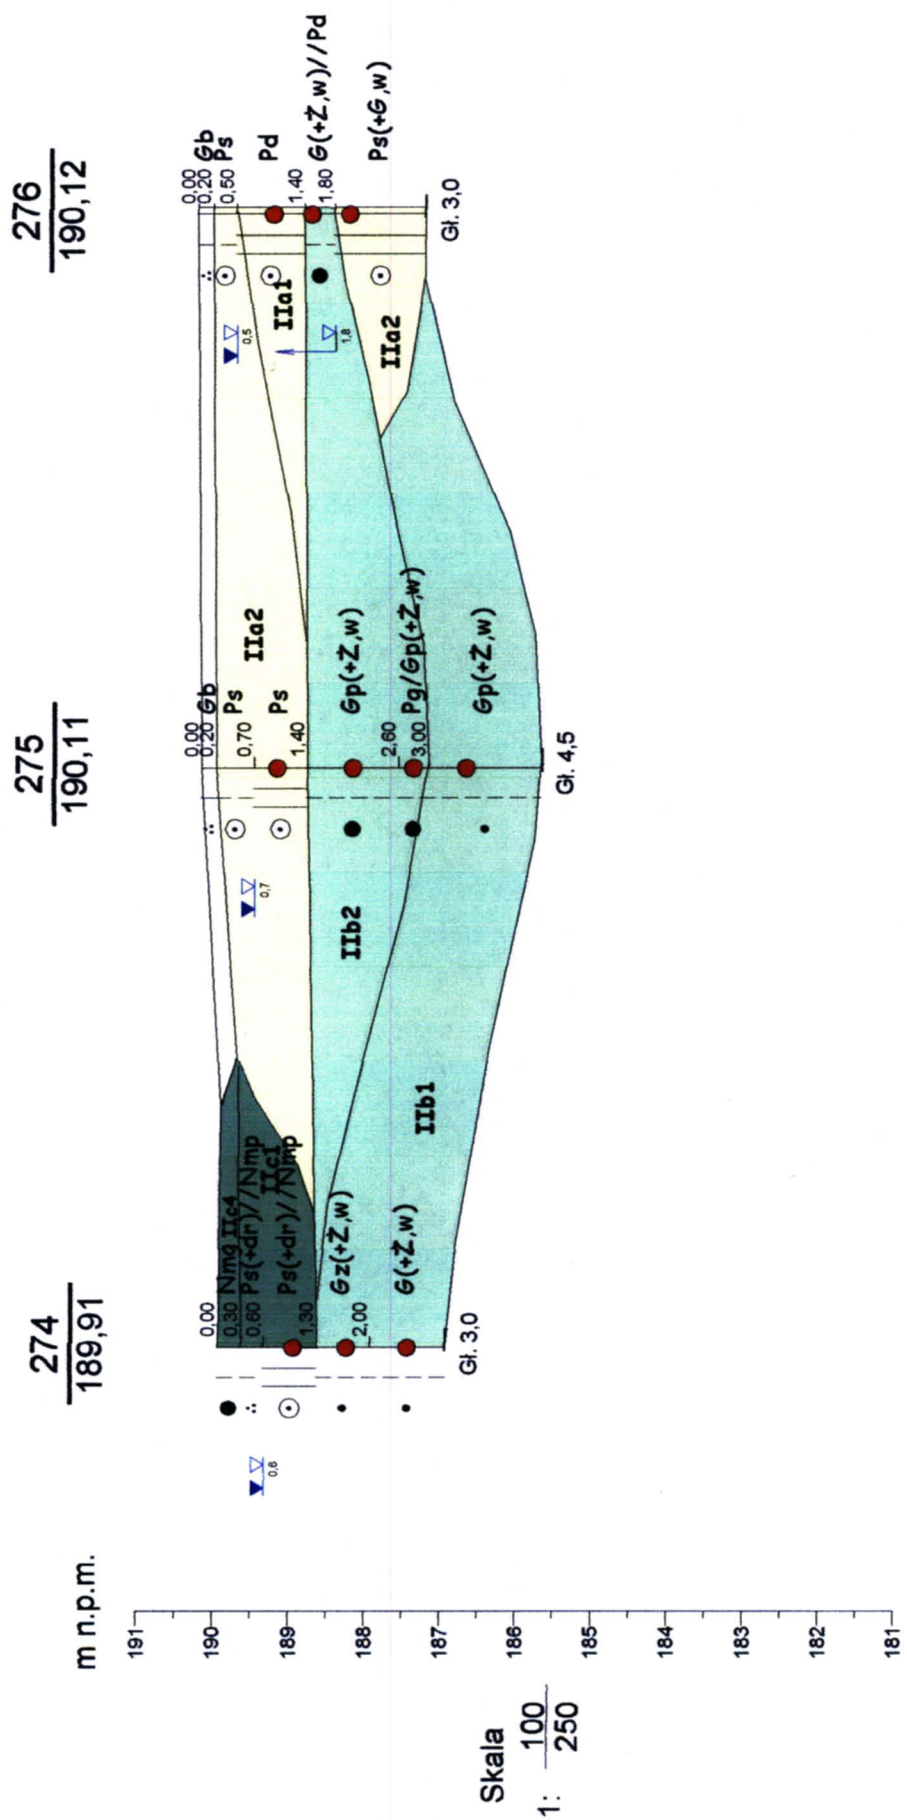 274
189,91
275
190,11
276
190,12
m n.p.m.
191
190
189
188
187
186
185
184
183
182
181
Skala
1: 100
250
0,00
0,30
0,60
1,30
2,00
Nmg IIc4
Ps(+dr)//Nmp
IIc1
Ps(+dr)//Nmp
Gz(+Ż,w)
G(+Ż,w)
Gł. 3,0
0,6
IIb2
IIb1
0,7
0,00
0,20
0,70
1,40
2,60
3,00
Gb
Ps
Ps
Gp(+Ż,w)
Pg/Gp(+Ż,w)
Gp(+Ż,w)
Gł. 4,5
IIa2
IIa1
IIa2
0,5
1,8
0,00
0,20
0,50
1,40
1,80
Gb
Ps
Pd
G(+Ż,w)//Pd
Ps(+G,w)
Gł. 3,0